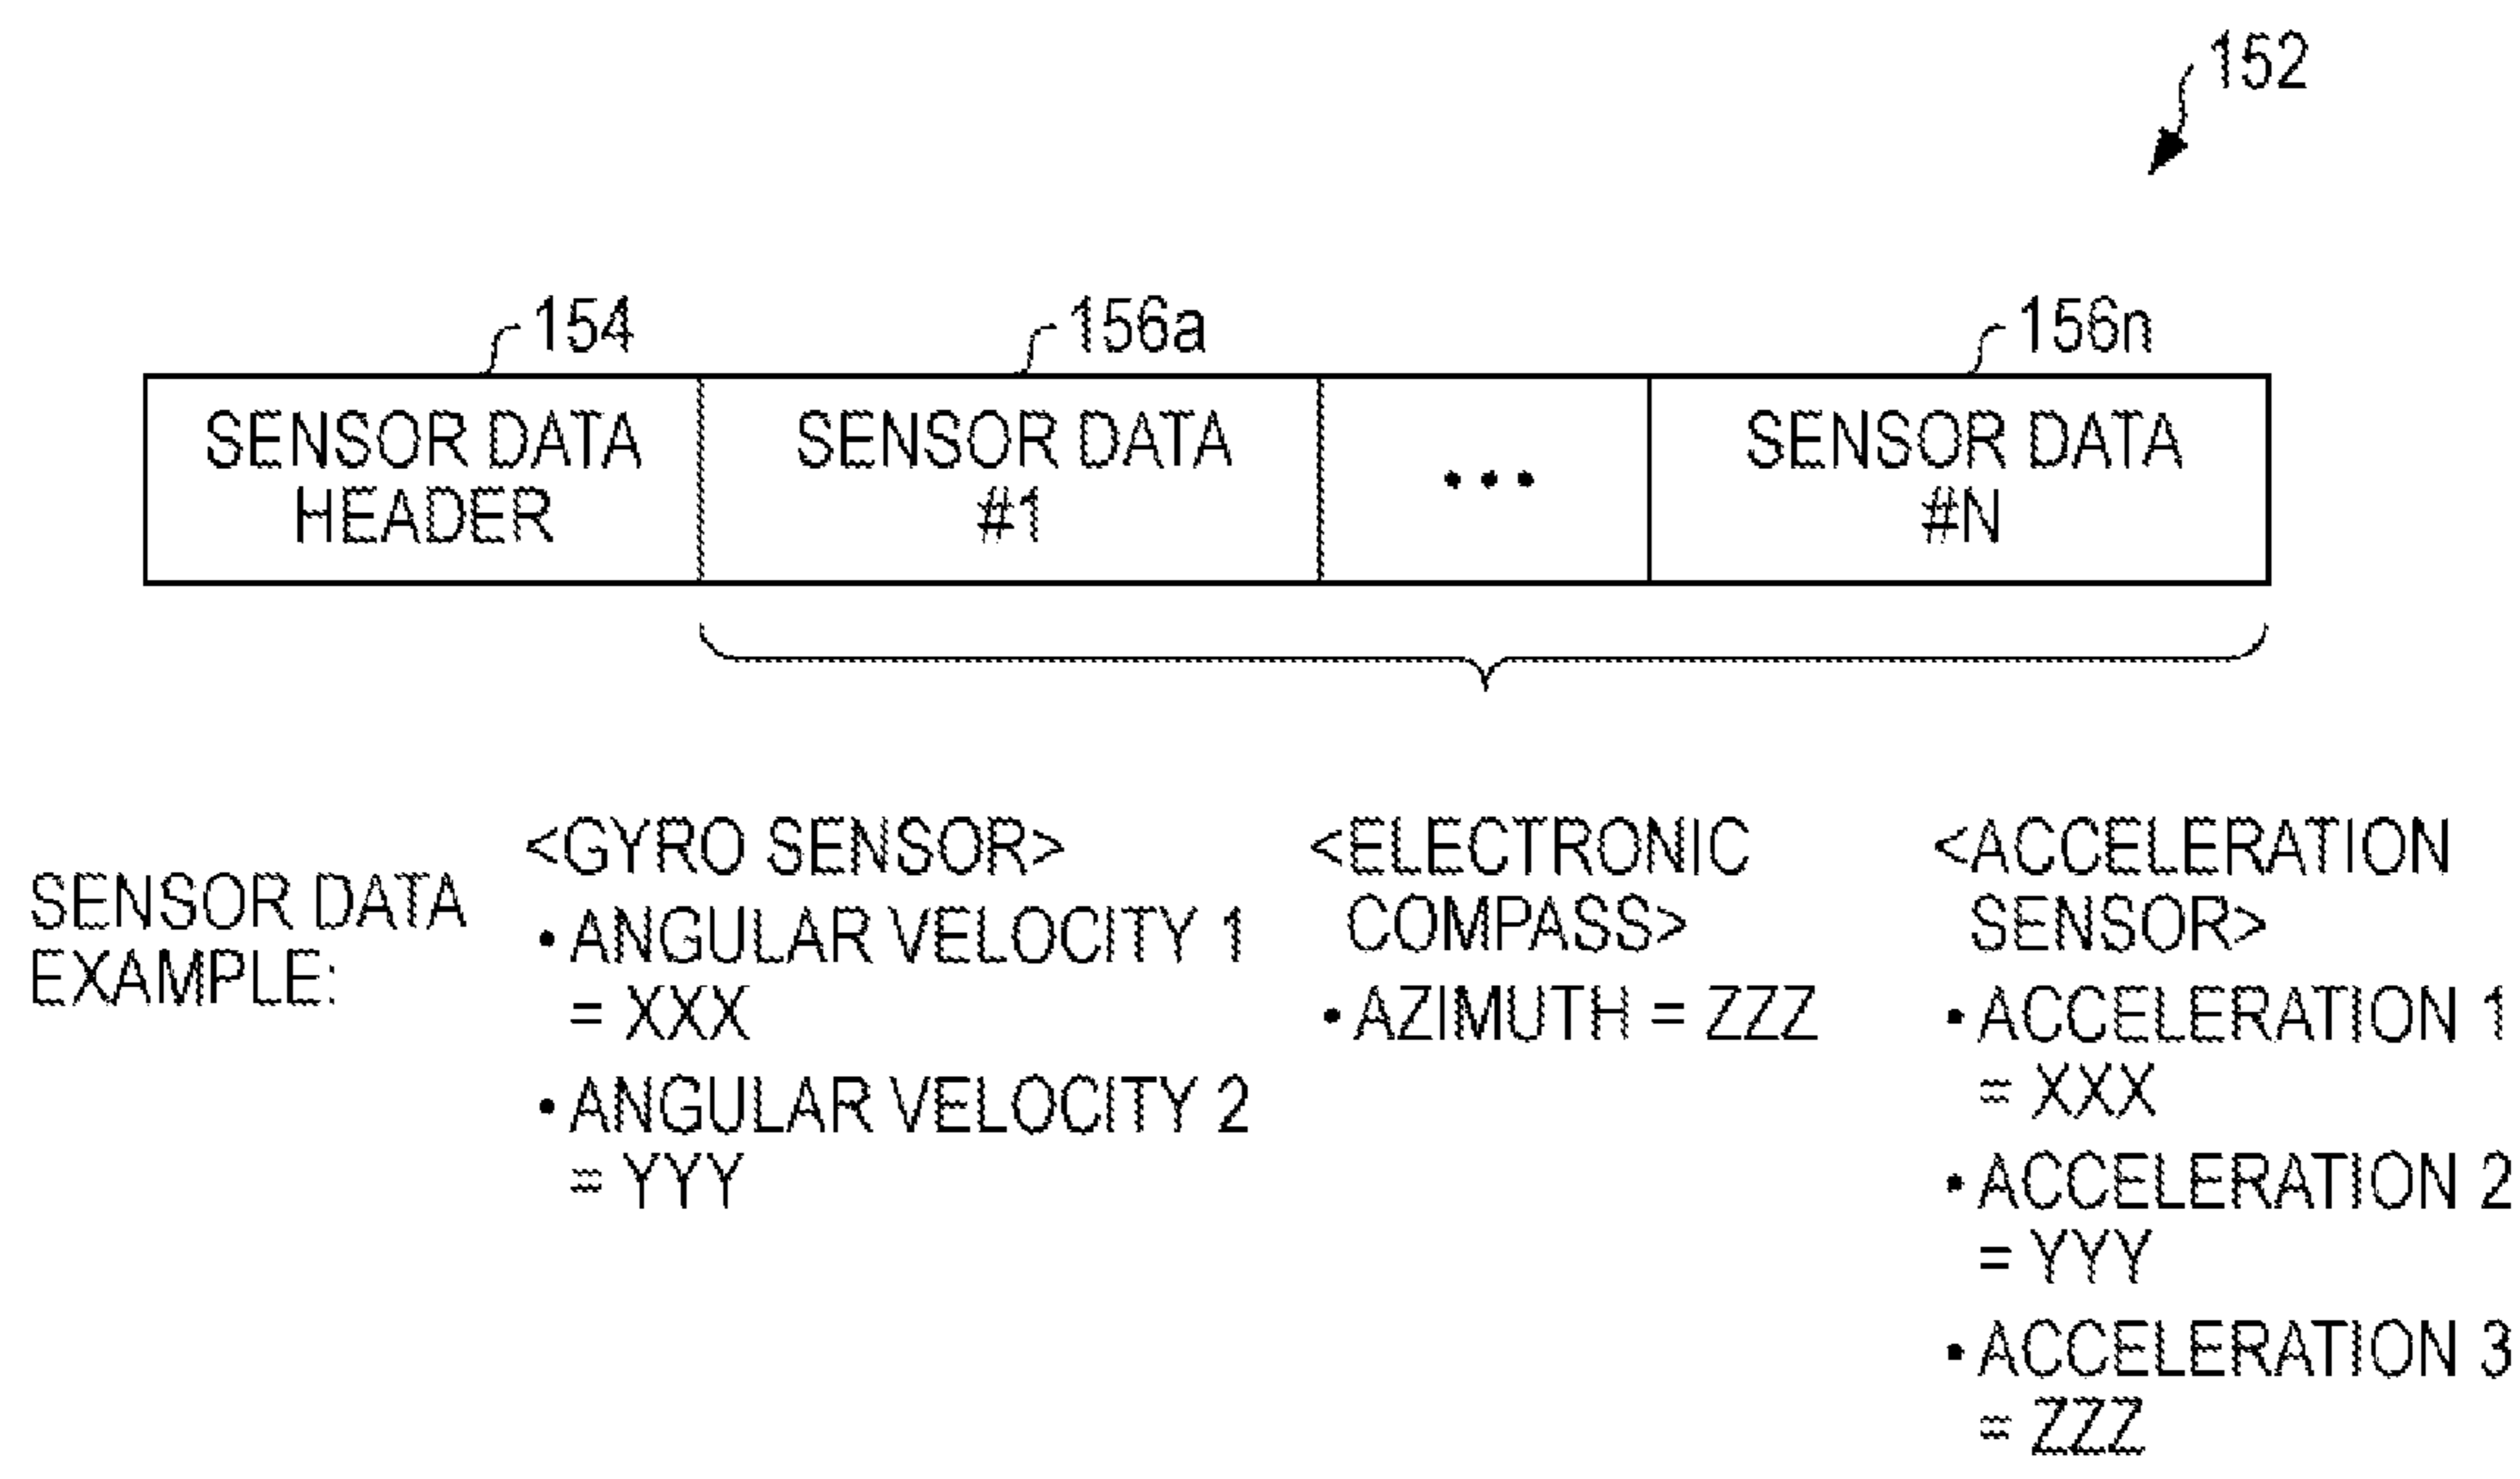 152
154
156a
156n
SENSOR DATA
HEADER
SENSOR DATA
#1
• • •
SENSOR DATA
#N
SENSOR DATA
EXAMPLE:
<GYRO SENSOR>
• ANGULAR VELOCITY 1
= XXX
• ANGULAR VELOCITY 2
= YYY
<ELECTRONIC
COMPASS>
• AZIMUTH = ZZZ
<ACCELERATION
SENSOR>
• ACCELERATION 1
= XXX
• ACCELERATION 2
= YYY
• ACCELERATION 3
= ZZZ